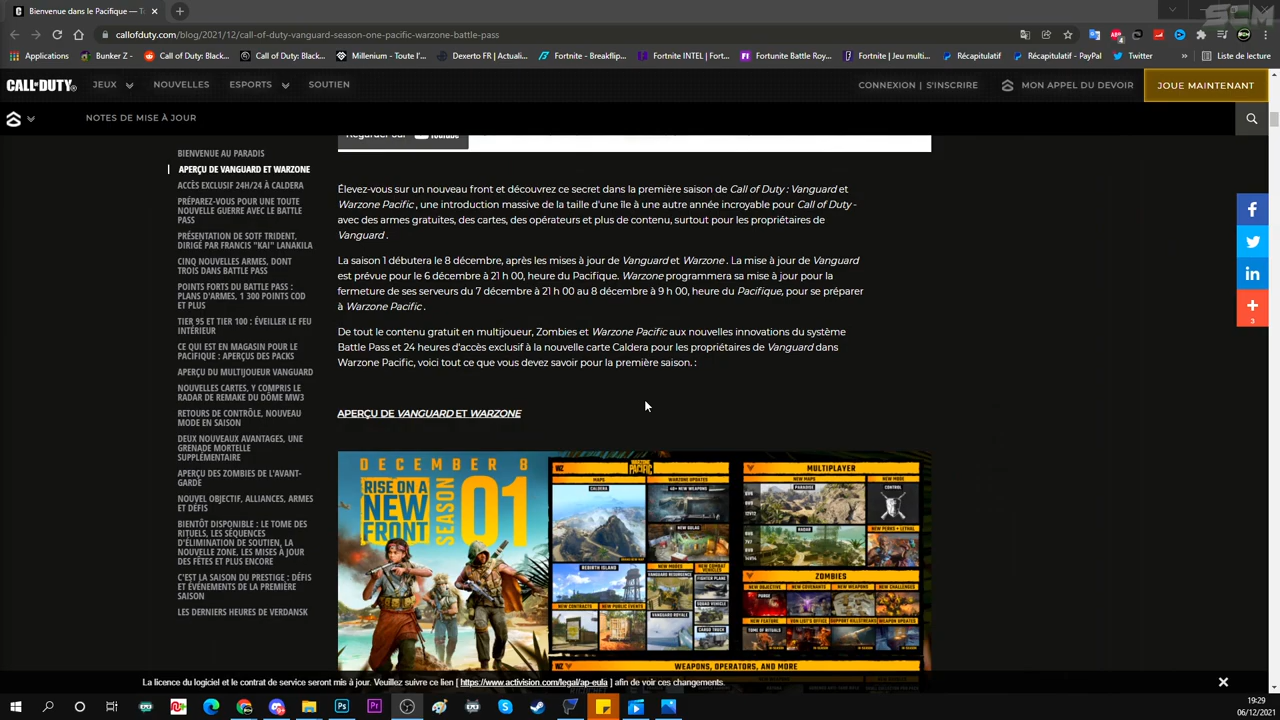 Bienvenue dans le Pacifique — To
SCM
callofduty.com/blog/2021/12/call-of-duty-vanguard-season-one-pacific-warzone-battle-pass
Applications
Bunker Z -
Call of Duty: Black...
Call of Duty: Black...
Millenium - Toute l'...
Dexerto FR | Actuali...
Fortnite - Breakflip...
Fortnite INTEL | Fort...
Fortunite Battle Roy...
Fortnite | Jeu multi...
Récapitulatif
Récapitulatif - PayPal
Twitter
Liste de lecture
CALL OF DUTY
JEUX
NOUVELLES
ESPORTS
SOUTIEN
CONNEXION | S'INSCRIRE
MON APPEL DU DEVOIR
JOUE MAINTENANT
NOTES DE MISE À JOUR
BIENVENUE AU PARADIS
APERÇU DE VANGUARD ET WARZONE
ACCÈS EXCLUSIF 24H/24 À CALDERA
PRÉPAREZ-VOUS POUR UNE TOUTE
NOUVELLE GUERRE AVEC LE BATTLE
PASS
PRÉSENTATION DE SOTF TRIDENT,
DIRIGÉ PAR FRANCIS "KAI" LANAKILA
CINQ NOUVELLES ARMES, DONT
TROIS DANS BATTLE PASS
POINTS FORTS DU BATTLE PASS :
PLANS D'ARMES, 1 300 POINTS COD
ET PLUS
TIER 95 ET TIER 100 : ÉVEILLER LE FEU
INTÉRIEUR
CE QUI EST EN MAGASIN POUR LE
PACIFIQUE : APERÇUS DES PACKS
APERÇU DU MULTIJOUEUR VANGUARD
NOUVELLES CARTES, Y COMPRIS LE
RADAR DE REMAKE DU DÔME MW3
RETOURS DE CONTRÔLE, NOUVEAU
MODE EN SAISON
DEUX NOUVEAUX AVANTAGES, UNE
GRENADE MORTELLE
SUPPLÉMENTAIRE
APERÇU DES ZOMBIES DE L'AVANT-
GARDE
NOUVEL OBJECTIF, ALLIANCES, ARMES
ET DÉFIS
BIENTÔT DISPONIBLE : LE TOME DES
RITUELS, LES SÉQUENCES
D'ÉLIMINATION DE SOUTIEN, LA
NOUVELLE ZONE, LES MISES À JOUR
DES FÊTES ET PLUS ENCORE
C'EST LA SAISON DU PRESTIGE ; DÉFIS
ET ÉVÉNEMENTS DE LA PREMIÈRE
SAISON
LES DERNIERS HEURES DE VERDANSK
Regarder sur YouTube
Élevez-vous sur un nouveau front et découvrez ce secret dans la première saison de Call of Duty : Vanguard et
Warzone Pacific , une introduction massive de la taille d'une île à une autre année incroyable pour Call of Duty -
avec des armes gratuites, des cartes, des opérateurs et plus de contenu, surtout pour les propriétaires de
Vanguard .
La saison 1 débutera le 8 décembre, après les mises à jour de Vanguard et Warzone . La mise à jour de Vanguard
est prévue pour le 6 décembre à 21 h 00, heure du Pacifique. Warzone programmera sa mise à jour pour la
fermeture de ses serveurs du 7 décembre à 21 h 00 au 8 décembre à 9 h 00, heure du Pacifique, pour se préparer
à Warzone Pacific .
De tout le contenu gratuit en multijoueur, Zombies et Warzone Pacific aux nouvelles innovations du système
Battle Pass et 24 heures d'accès exclusif à la nouvelle carte Caldera pour les propriétaires de Vanguard dans
Warzone Pacific, voici tout ce que vous devez savoir pour la première saison. :
APERÇU DE VANGUARD ET WARZONE
DECEMBER 8
RISE ON A
NEW
FRONT
SEASON
01
WZ
WARZONE
PACIFIC
MAPS
WARZONE UPDATES
CALDERA
40+ NEW WEAPONS
NEW GULAG
REBIRTH ISLAND
NEW MODES
VANGUARD RESURGENCE
NEW COMBAT
VEHICLES
FIGHTER PLANE
NEW CONTRACTS
NEW PUBLIC EVENTS
VANGUARD ROYALE
SQUAD VEHICLE
CARGO TRUCK
MULTIPLAYER
NEW MAPS
NEW MODE
PARADISE
CONTROL
RADAR
NEW PERKS + LETHAL
ZOMBIES
NEW OBJECTIVE
NEW COVENANTS
NEW WEAPONS
NEW CHALLENGES
PURGE
NEW FEATURE
VON LIST'S OFFICE
SUPPORT KILLSTREAKS
WEAPON UPDATES
TOME OF RITUALS
WEAPONS, OPERATORS, AND MORE
3
La licence du logiciel et le contrat de service seront mis à jour. Veuillez suivre ce lien [ https://www.activision.com/legal/ap-eula ] afin de voir ces changements.
19:29
06/12/2021